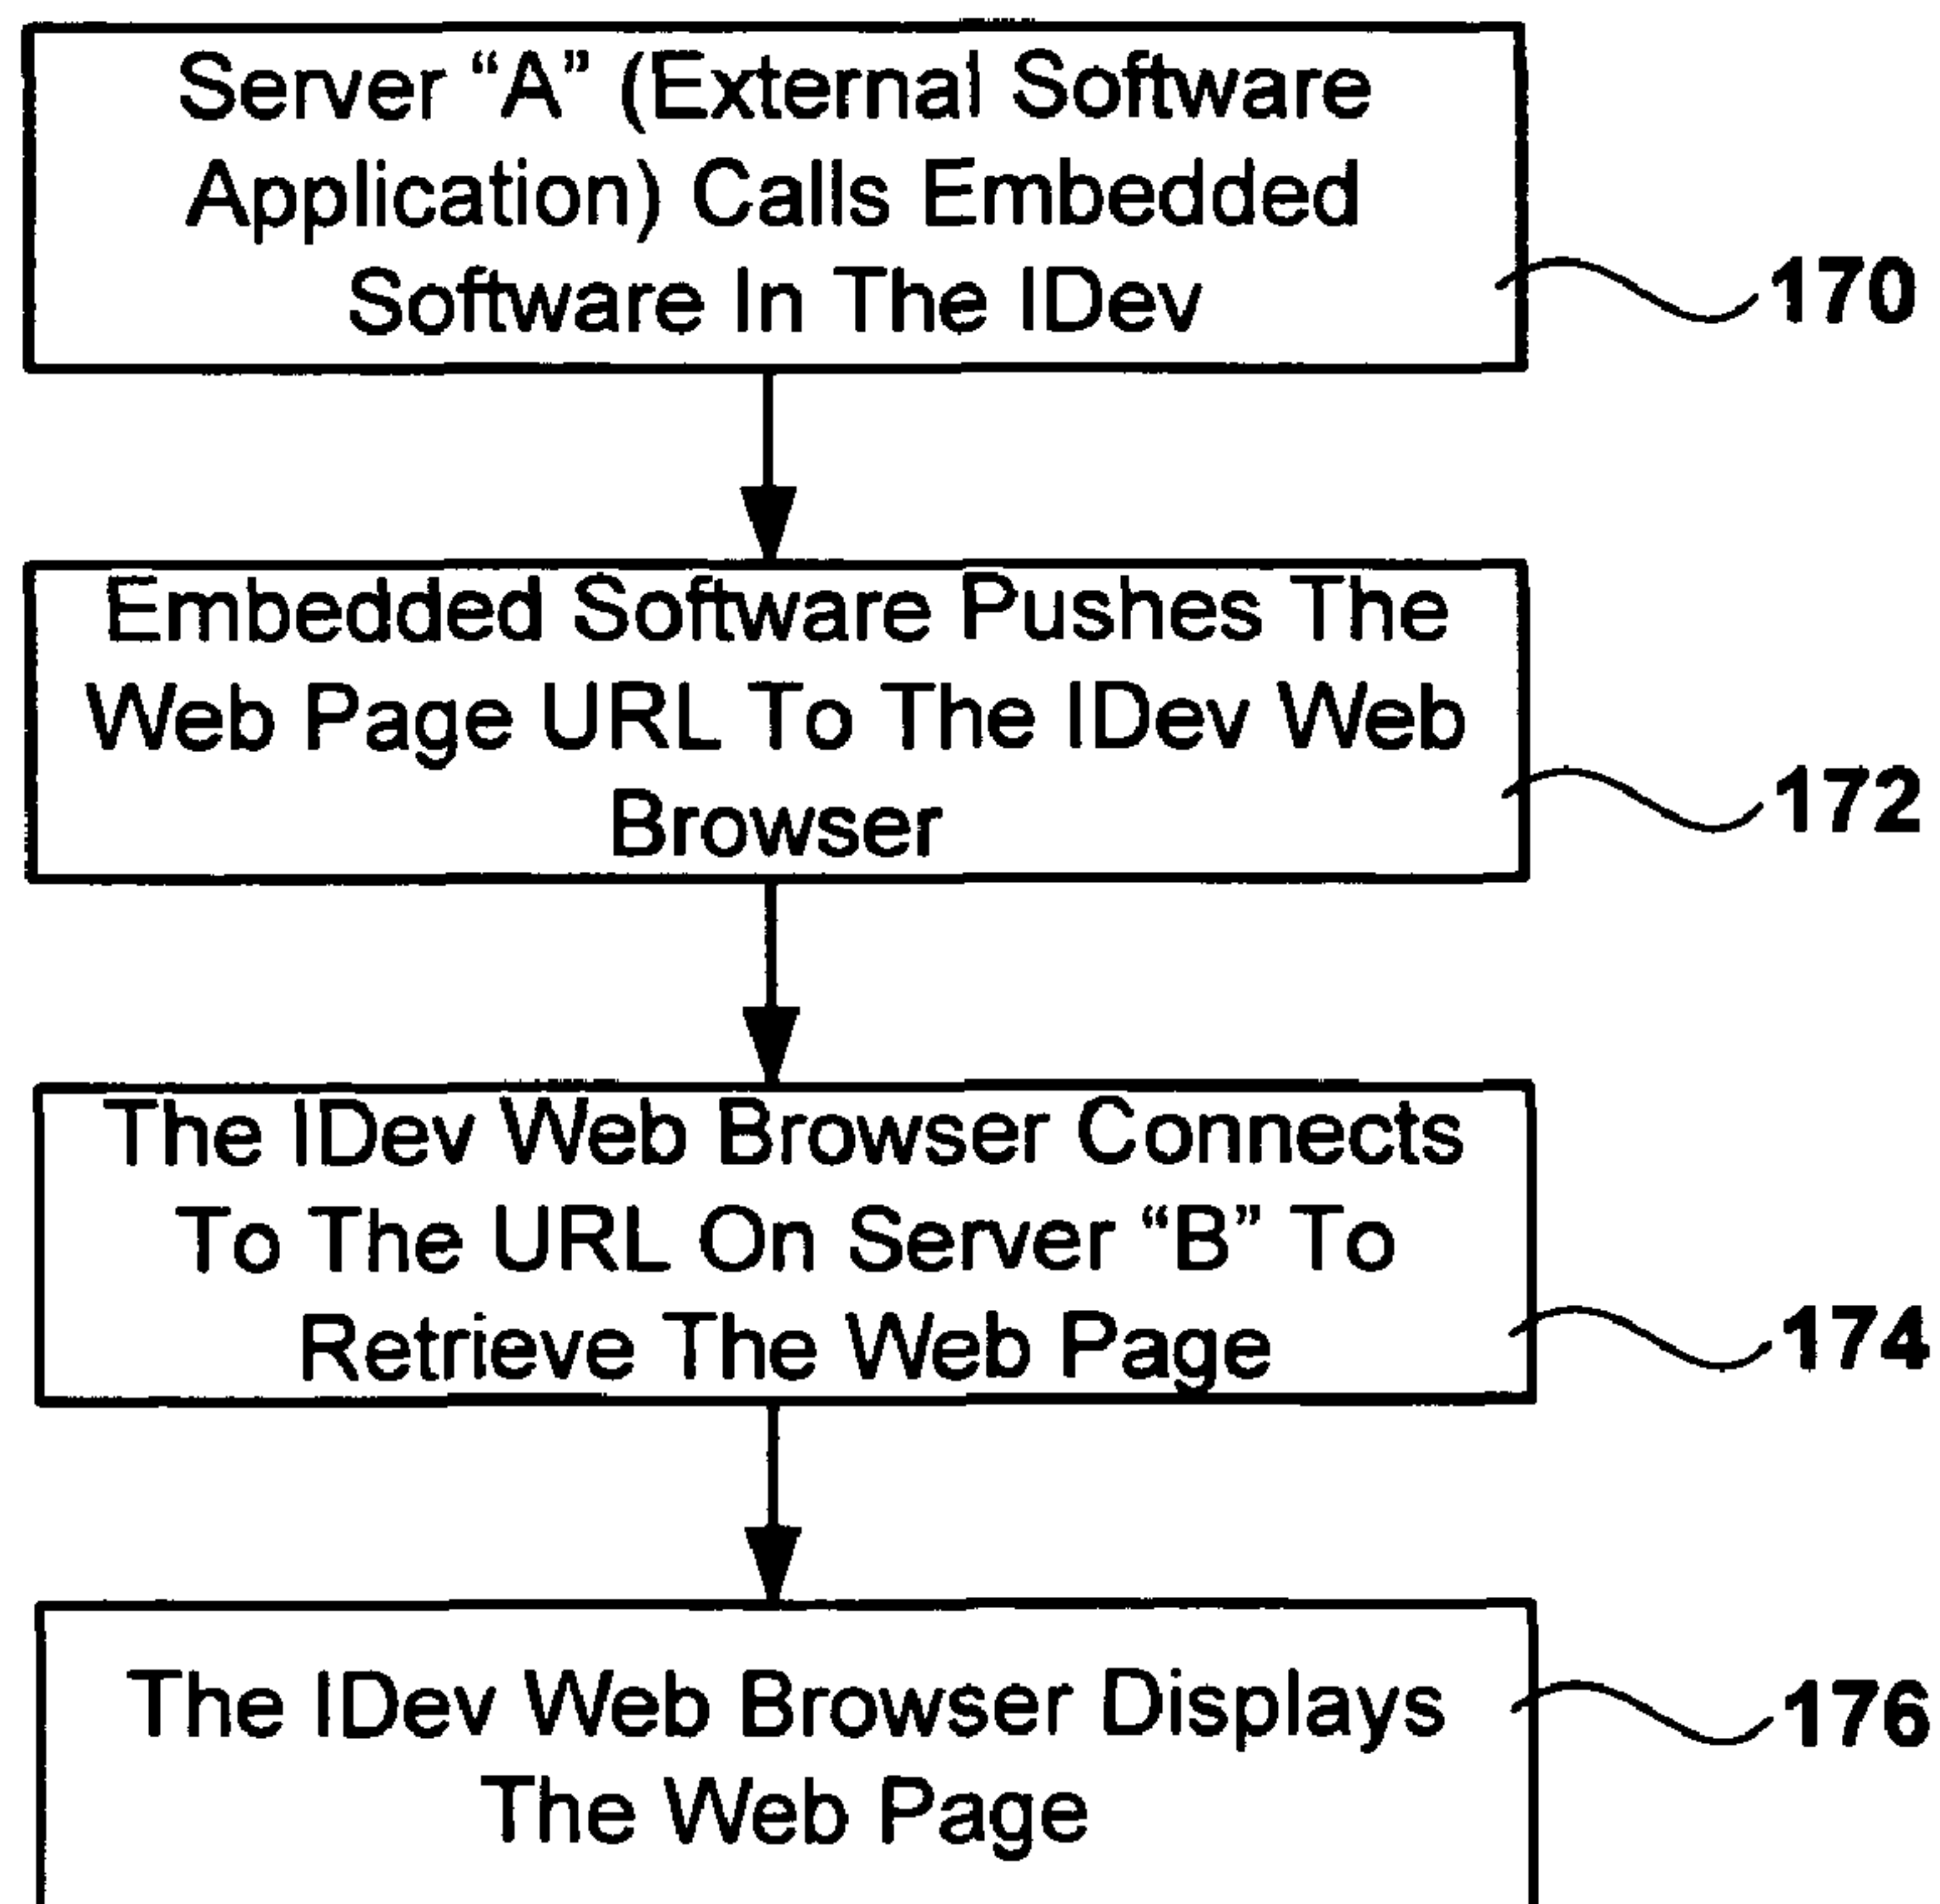 Server “A” (External Software
Application) Calls Embedded
Software In The IDev
170
Embedded Software Pushes The
Web Page URL To The IDev Web
Browser
172
The IDev Web Browser Connects
To The URL On Server “B” To
Retrieve The Web Page
174
The IDev Web Browser Displays
The Web Page
176